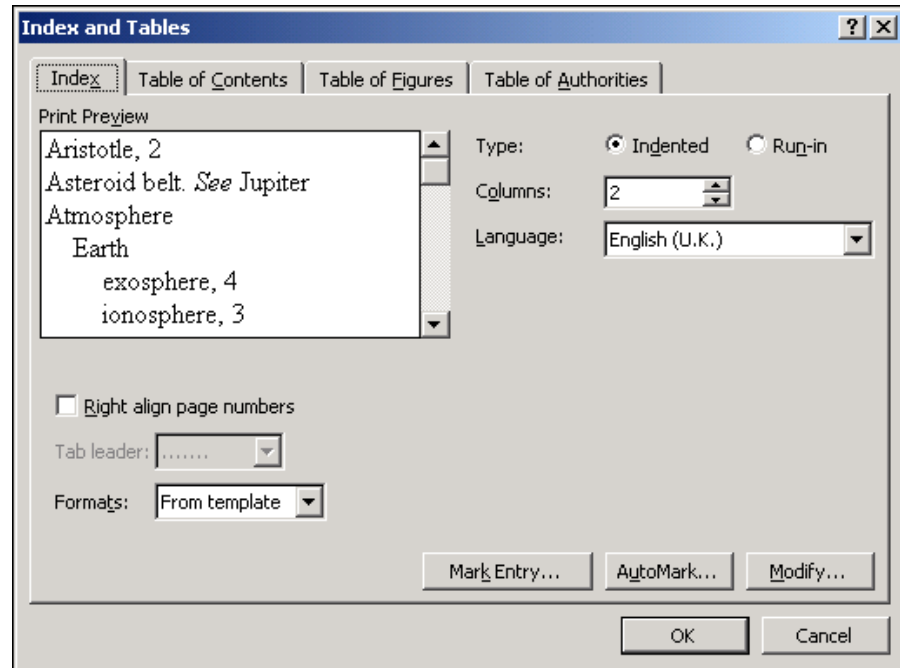 Index and Tables
Index Table of Contents Table of Figures Table of Authorities
Print Preview
Aristotle, 2
Asteroid belt. See Jupiter
Atmosphere
Earth
exosphere, 4
ionosphere, 3
Type: Indented Run-in
Columns: 2
Language: English (U.K.)
Right align page numbers
Tab leader: .......
Formats: From template
Mark Entry... AutoMark... Modify...
OK Cancel